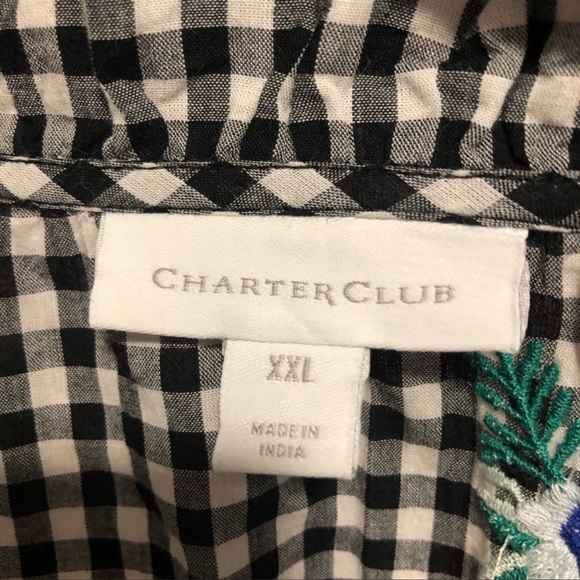 CHARTER CLUB
XXL
MADE IN
INDIA